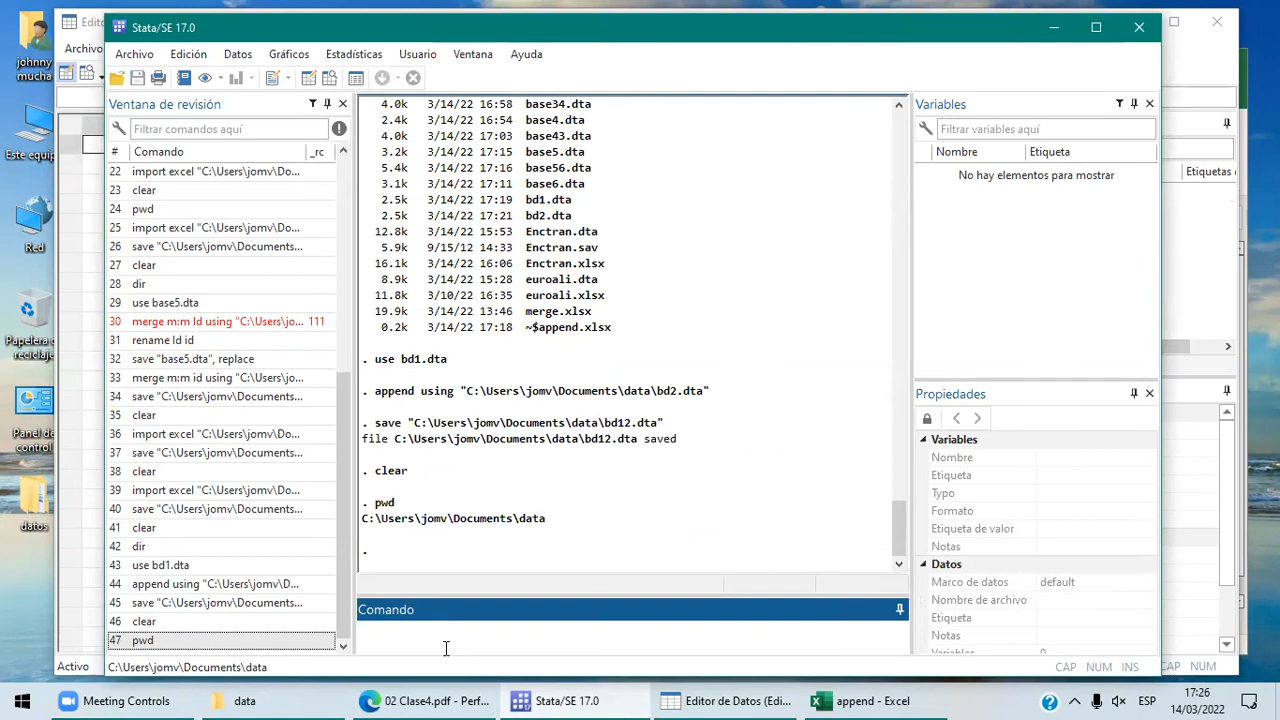 johnny
mucha
Este equip
Red
Papelera d
reciclaje
Panel de
control
datos
Edito
Archivo
Activo
Stata/SE 17.0
Archivo Edición Datos Gráficos Estadísticas Usuario Ventana Ayuda
Ventana de revisión
Filtrar comandos aquí
# Comando _rc
22 import excel "C:\Users\jomv\Do...
23 clear
24 pwd
25 import excel "C:\Users\jomv\Do...
26 save "C:\Users\jomv\Documents...
27 clear
28 dir
29 use base5.dta
30 merge m:m Id using "C:\Users\jo... 111
31 rename Id id
32 save "base5.dta", replace
33 merge m:m id using "C:\Users\jo...
34 save "C:\Users\jomv\Documents...
35 clear
36 import excel "C:\Users\jomv\Do...
37 save "C:\Users\jomv\Documents...
38 clear
39 import excel "C:\Users\jomv\Do...
40 save "C:\Users\jomv\Documents...
41 clear
42 dir
43 use bd1.dta
44 append using "C:\Users\jomv\D...
45 save "C:\Users\jomv\Documents...
46 clear
47 pwd
4.0k 3/14/22 16:58 base34.dta
2.4k 3/14/22 16:54 base4.dta
4.0k 3/14/22 17:03 base43.dta
3.2k 3/14/22 17:15 base5.dta
5.4k 3/14/22 17:16 base56.dta
3.1k 3/14/22 17:11 base6.dta
2.5k 3/14/22 17:19 bd1.dta
2.5k 3/14/22 17:21 bd2.dta
12.8k 3/14/22 15:53 Enctran.dta
5.9k 9/15/12 14:33 Enctran.sav
16.1k 3/14/22 16:06 Enctran.xlsx
8.9k 3/14/22 15:28 euroali.dta
11.8k 3/10/22 16:35 euroali.xlsx
19.9k 3/14/22 13:46 merge.xlsx
0.2k 3/14/22 17:18 ~$append.xlsx
. use bd1.dta
. append using "C:\Users\jomv\Documents\data\bd2.dta"
. save "C:\Users\jomv\Documents\data\bd12.dta"
file C:\Users\jomv\Documents\data\bd12.dta saved
. clear
. pwd
C:\Users\jomv\Documents\data
.
Comando
Variables
Filtrar variables aquí
Nombre Etiqueta
No hay elementos para mostrar
Propiedades
Variables
Nombre
Etiqueta
Tipo
Formato
Etiqueta de valor
Notas
Datos
Marco de datos default
Nombre de archivo
Etiqueta
Notas
Variables 0
Etiquetas
C:\Users\jomv\Documents\data
CAP NUM INS
CAP NUM
Meeting Controls
data
02 Clase4.pdf - Perf...
Stata/SE 17.0
Editor de Datos (Edi...
append - Excel
ESP
17:26
14/03/2022